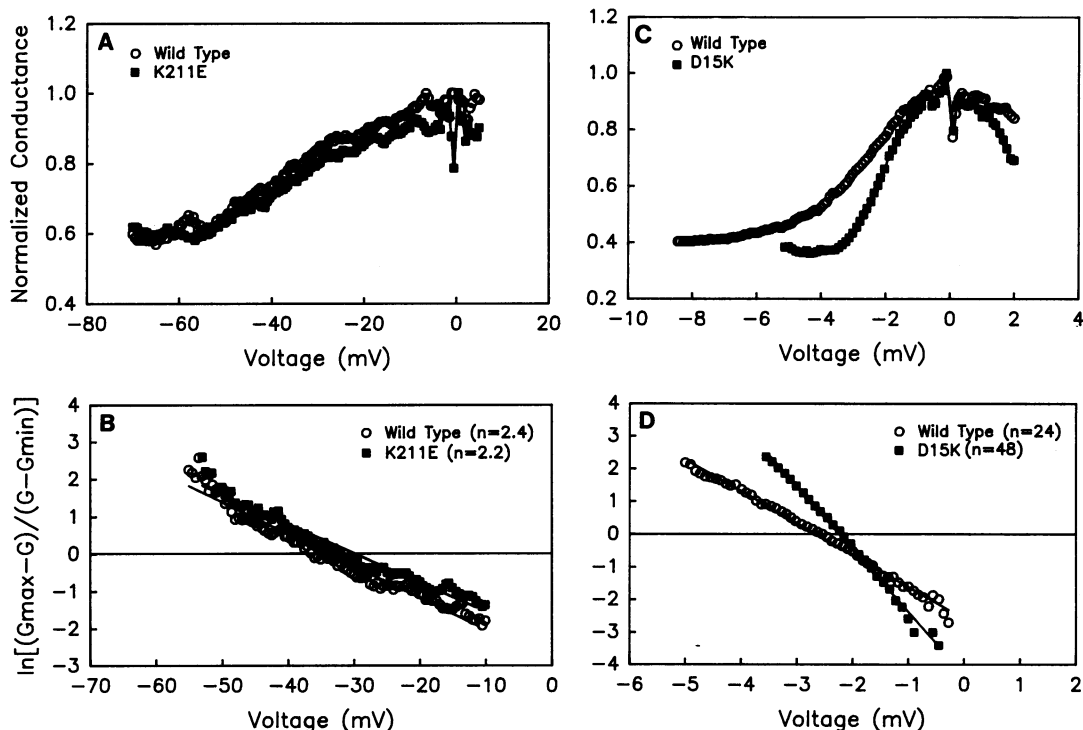 Normalized Conductance
1.2
1.0
0.8
0.6
0.4
A
Wild Type
K211E
−80 −60 −40 −20 0 20
Voltage (mV)
1.2
1.0
0.8
0.6
0.4
0.2
C
Wild Type
D15K
−10 −8 −6 −4 −2 0 2 4
Voltage (mV)
ln[(Gmax−G)/(G−Gmin)]
4
3
2
1
0
−1
−2
−3
B
Wild Type (n=2.4)
K211E (n=2.2)
−70 −60 −50 −40 −30 −20 −10 0
Voltage (mV)
4
3
2
1
0
−1
−2
−3
−4
D
Wild Type (n=24)
D15K (n=48)
−6 −5 −4 −3 −2 −1 0 1 2
Voltage (mV)